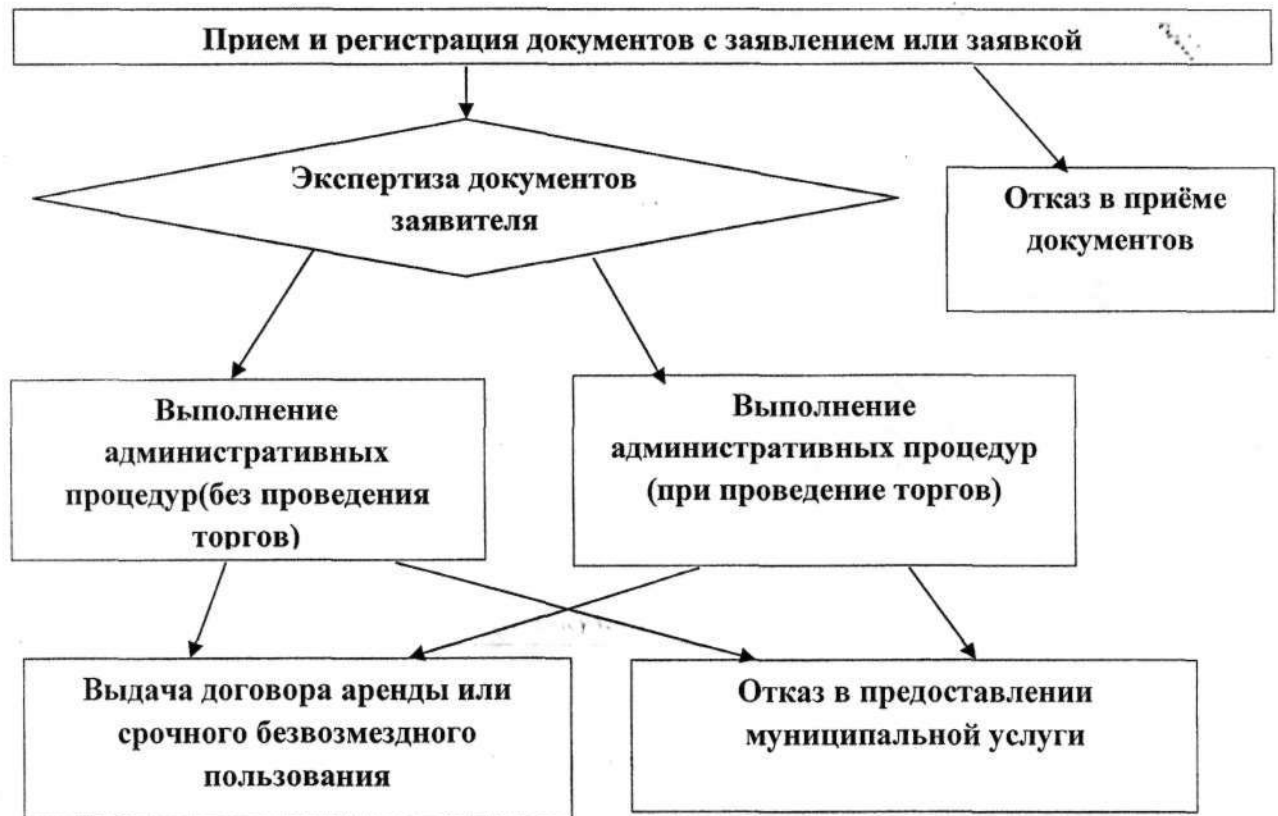 Прием и регистрация документов с заявлением или заявкой
Экспертиза документов
заявителя
Отказ в приёме
документов
Выполнение
административных
процедур(без проведения
торгов)
Выполнение
административных процедур
(при проведение торгов)
Выдача договора аренды или
срочного безвозмездного
пользования
Отказ в предоставлении
муниципальной услуги